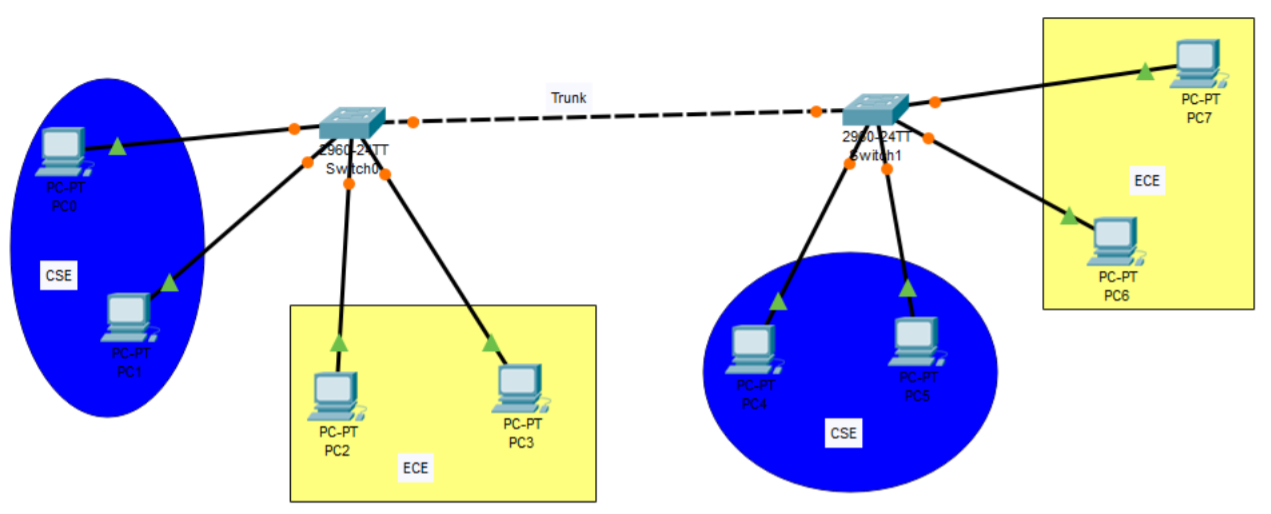 Trunk
PC-PT
PC7
2960-24TT
Switch0
2960-24TT
Switch1
ECE
PC-PT
PC0
CSE
PC-PT
PC6
PC-PT
PC1
PC-PT
PC4
PC-PT
PC5
PC-PT
PC2
PC-PT
PC3
CSE
ECE